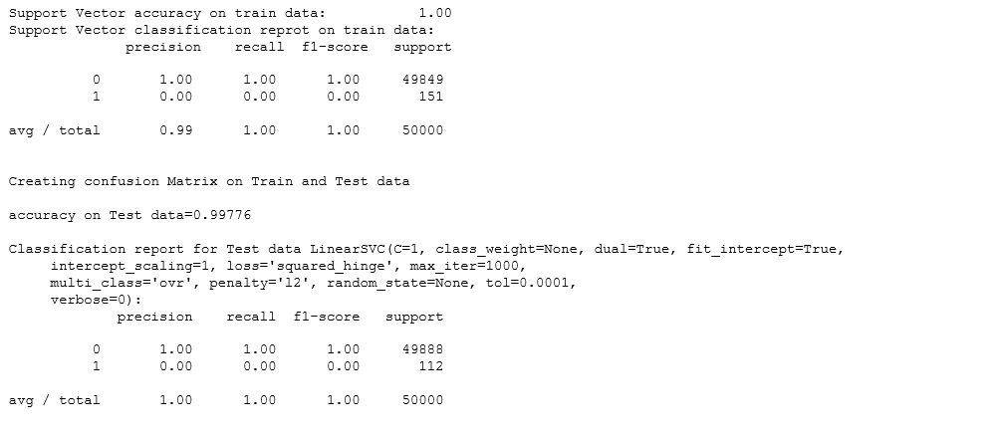 Support Vector accuracy on train data: 1.00
Support Vector classification reprot on train data:
precision recall f1-score support
0 1.00 1.00 1.00 49849
1 0.00 0.00 0.00 151
avg / total 0.99 1.00 1.00 50000
Creating confusion Matrix on Train and Test data
accuracy on Test data=0.99776
Classification report for Test data LinearSVC(C=1, class_weight=None, dual=True, fit_intercept=True,
intercept_scaling=1, loss='squared_hinge', max_iter=1000,
multi_class='ovr', penalty='l2', random_state=None, tol=0.0001,
verbose=0):
precision recall f1-score support
0 1.00 1.00 1.00 49888
1 0.00 0.00 0.00 112
avg / total 1.00 1.00 1.00 50000